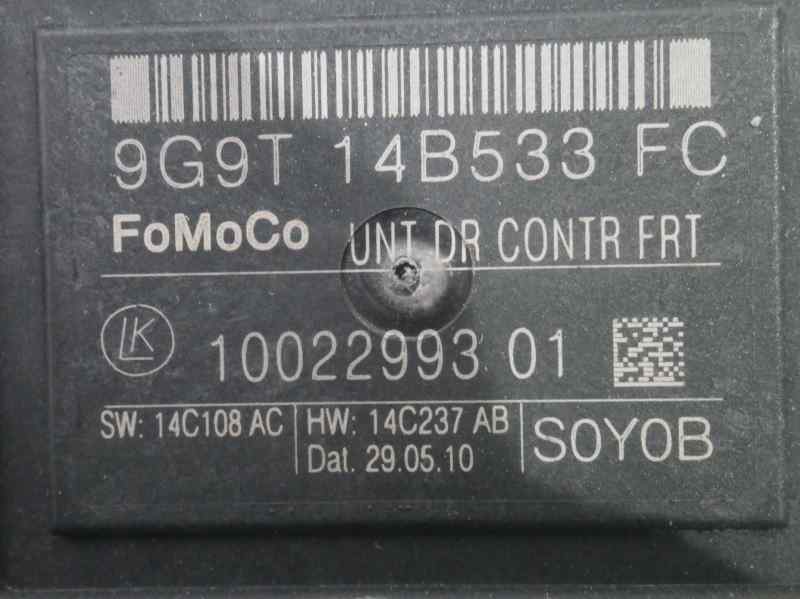 9G9T 14B533 FC
FoMoCo UNT DR CONTR FRT
LK 10022993 01
SW: 14C108 AC HW: 14C237 AB
Dat. 29.05.10
S0Y0B